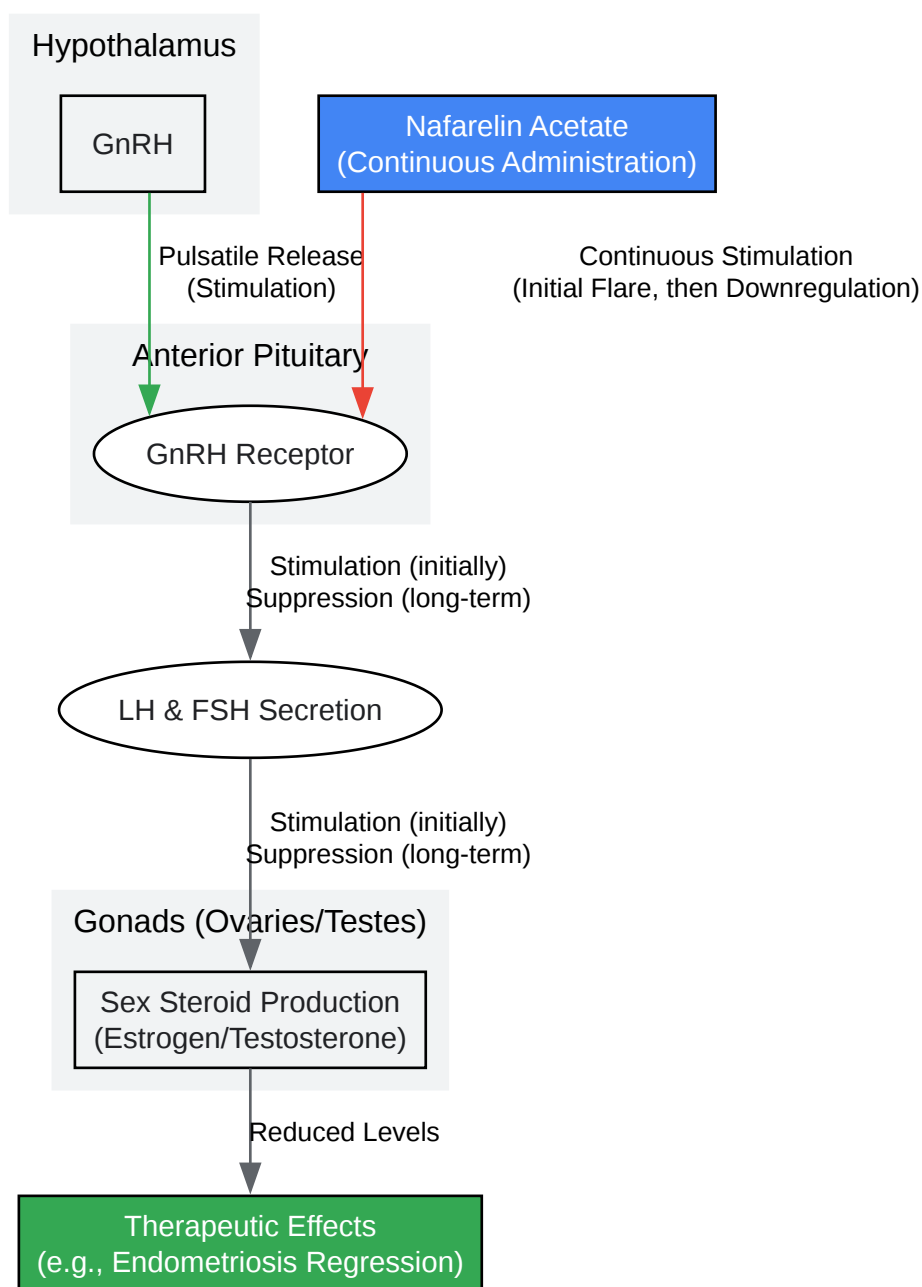 Hypothalamus
GnRH
Nafarelin Acetate
(Continuous Administration)
Pulsatile Release
(Stimulation)
Continuous Stimulation
(Initial Flare, then Downregulation)
Anterior Pituitary
GnRH Receptor
Stimulation (initially)
Suppression (long-term)
LH & FSH Secretion
Stimulation (initially)
Suppression (long-term)
Gonads (Ovaries/Testes)
Sex Steroid Production
(Estrogen/Testosterone)
Reduced Levels
Therapeutic Effects
(e.g., Endometriosis Regression)